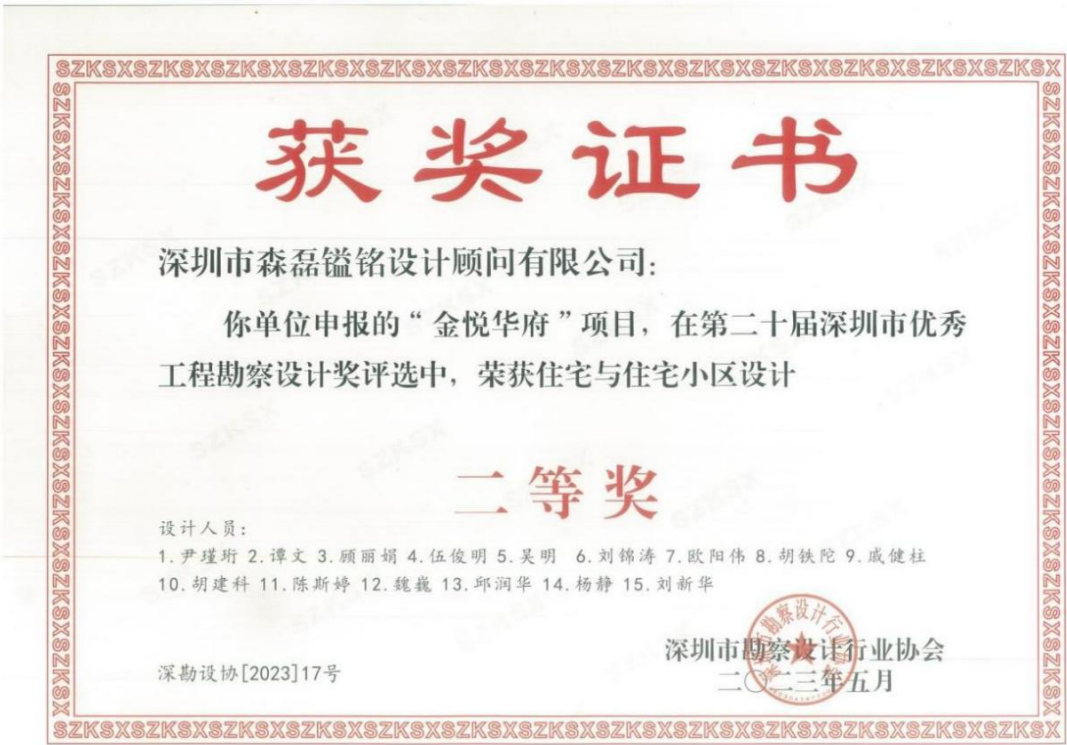 SZKSXSZKSXSZKSXSZKSXSZKSXSZKSXSZKSXSZKSXSZKSXSZKSXSZKSXSZKSX
获奖证书
深圳市森磊镒铭设计顾问有限公司:
你单位申报的“金悦华府”项目，在第二十届深圳市优秀
工程勘察设计奖评选中，荣获住宅与住宅小区设计
二等奖
设计人员:
1.尹瑾珩 2.谭文 3.顾丽娟 4.伍俊明 5.吴明 6.刘锦涛 7.欧阳伟 8.胡铁陀 9.戚健柱
10.胡建科 11.陈斯婷 12.魏巍 13.邱润华 14.杨静 15.刘新华
深圳市勘察设计行业协会
深勘设协[2023]17号
二〇二三年五月